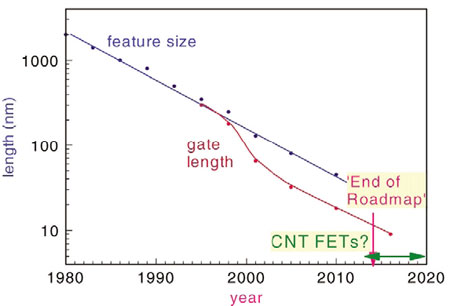 feature size
1000
length (nm)
100
gate
length
'End of
Roadmap'
10
CNT FETs?
1980
1990
2000
2010
2020
year